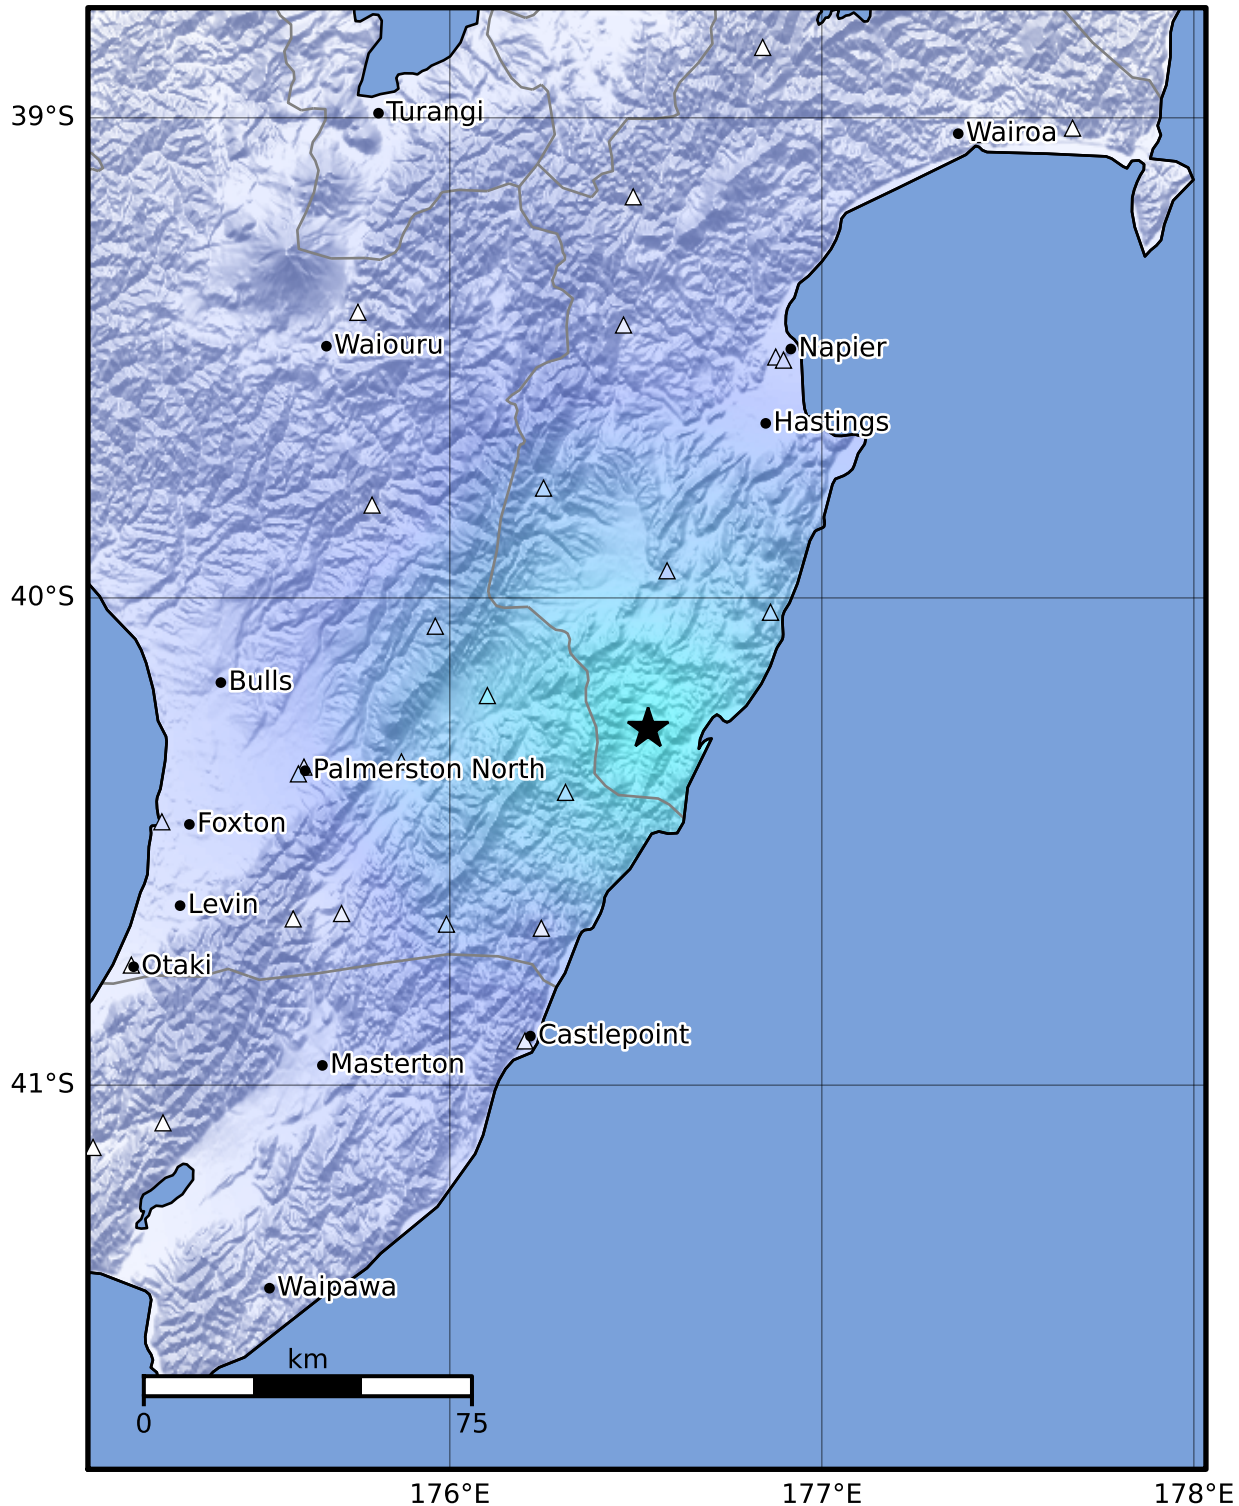 Turangi
39°S
Wairoa
Waiouru
Napier
Hastings
40°S
Bulls
Palmerston North
Foxton
Levin
Otaki
Castlepoint
Masterton
41°S
Waipawa
km
0 75
176°E 177°E 178°E